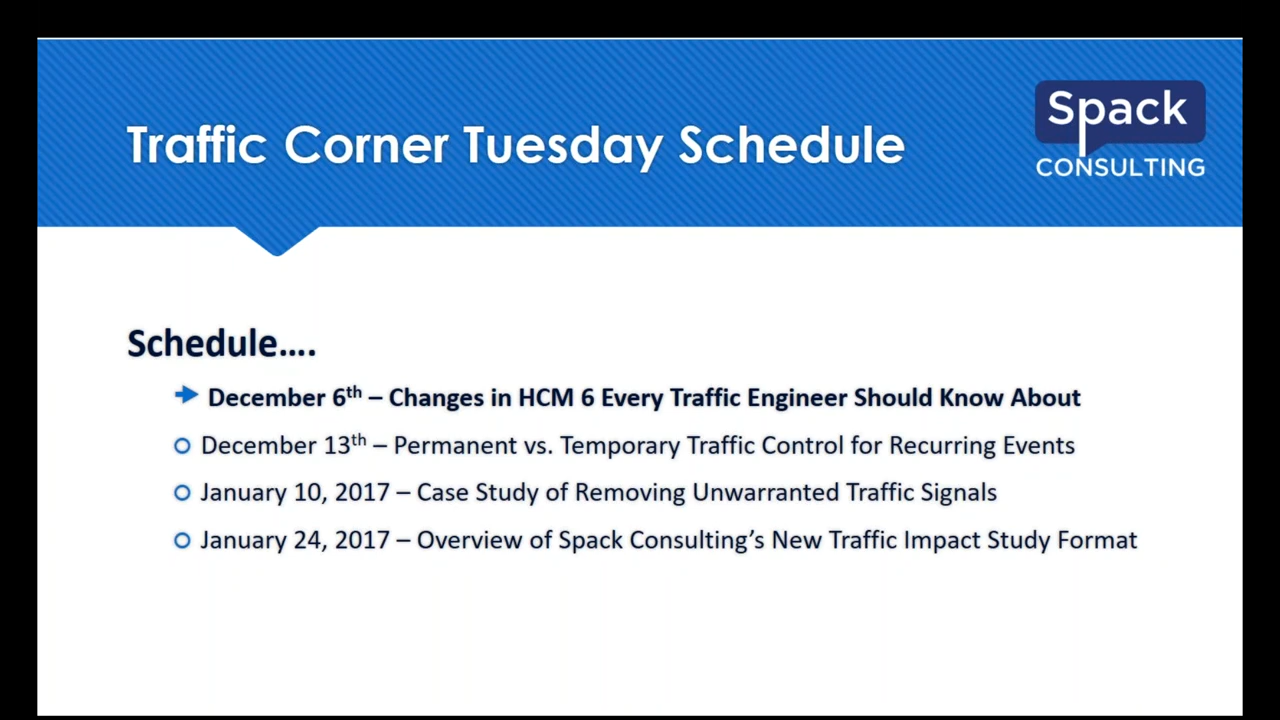 Traffic Corner Tuesday Schedule
Spack
CONSULTING
Schedule....
December 6th – Changes in HCM 6 Every Traffic Engineer Should Know About
December 13th – Permanent vs. Temporary Traffic Control for Recurring Events
January 10, 2017 – Case Study of Removing Unwarranted Traffic Signals
January 24, 2017 – Overview of Spack Consulting’s New Traffic Impact Study Format